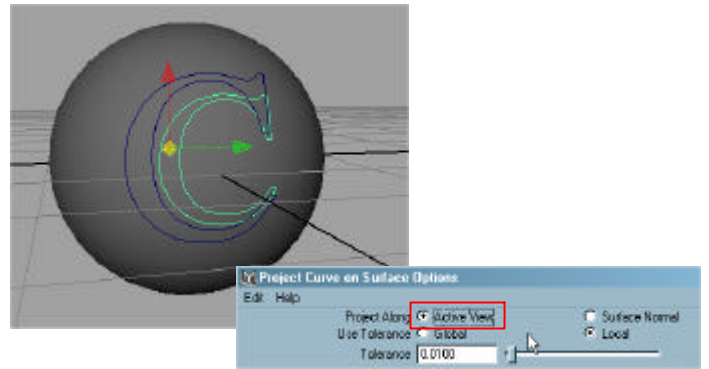 C
Project Curve on Surface Options
Edit Help
Project Along Active View Surface Normal
Use Tolerance Global Local
Tolerance 0.0100